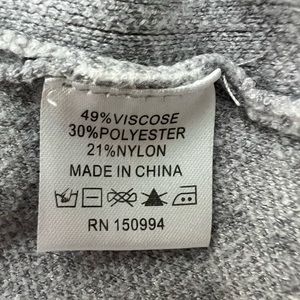 49%VISCOSE
30%POLYESTER
21%NYLON
MADE IN CHINA
RN 150994